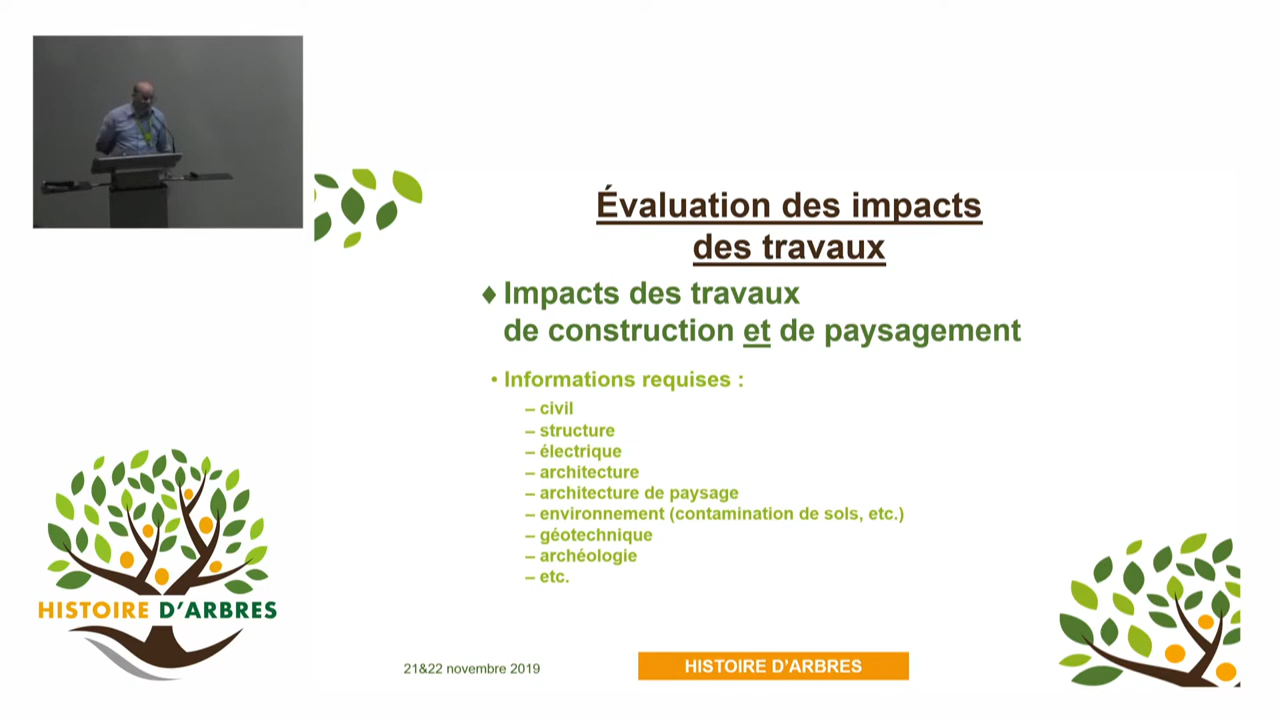 Évaluation des impacts
des travaux
♦ Impacts des travaux
de construction et de paysagement
• Informations requises :
– civil
– structure
– électrique
– architecture
– architecture de paysage
– environnement (contamination de sols, etc.)
– géotechnique
– archéologie
– etc.
HISTOIRE D'ARBRES
21&22 novembre 2019
HISTOIRE D'ARBRES